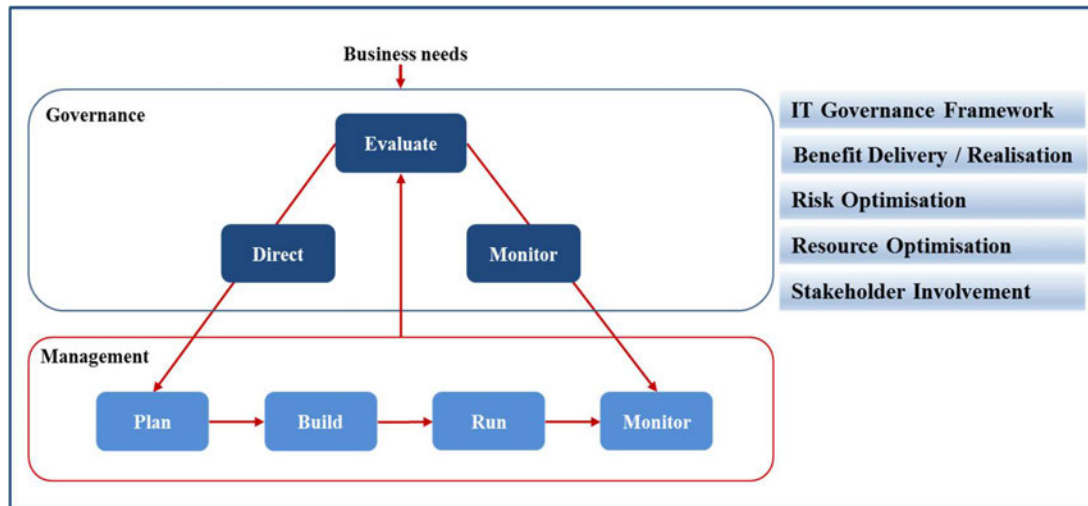 Business needs
Governance
Evaluate
Direct
Monitor
Management
Plan
Build
Run
Monitor
IT Governance Framework
Benefit Delivery / Realisation
Risk Optimisation
Resource Optimisation
Stakeholder Involvement